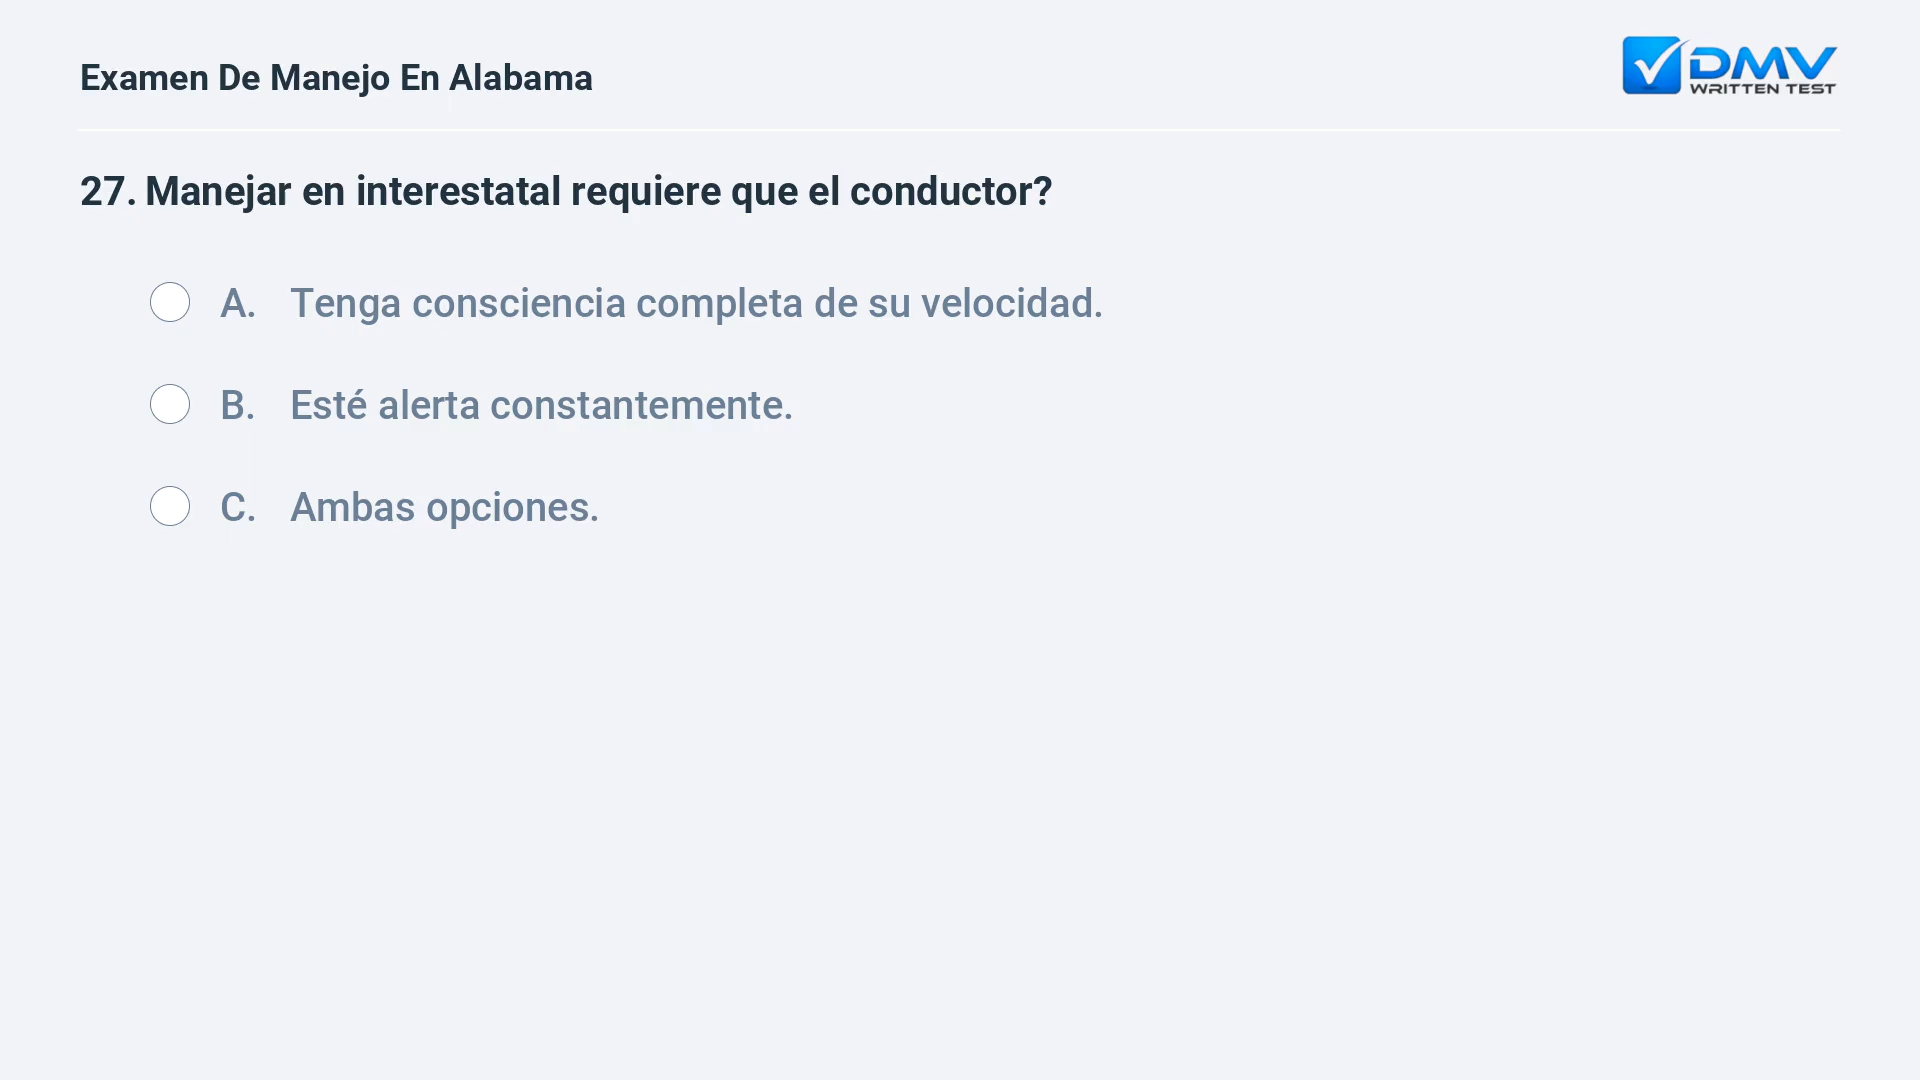 Examen De Manejo En Alabama
DMV
WRITTEN TEST
27. Manejar en interestatal requiere que el conductor?
A. Tenga consciencia completa de su velocidad.
B. Esté alerta constantemente.
C. Ambas opciones.